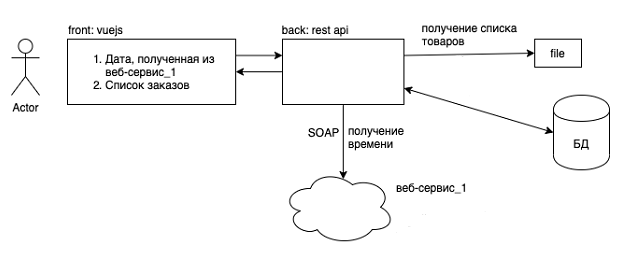 front: vuejs
back: rest api
получение списка
товаров
1. Дата, полученная из
веб-сервис_1
2. Список заказов
file
Actor
SOAP
получение
времени
БД
веб-сервис_1